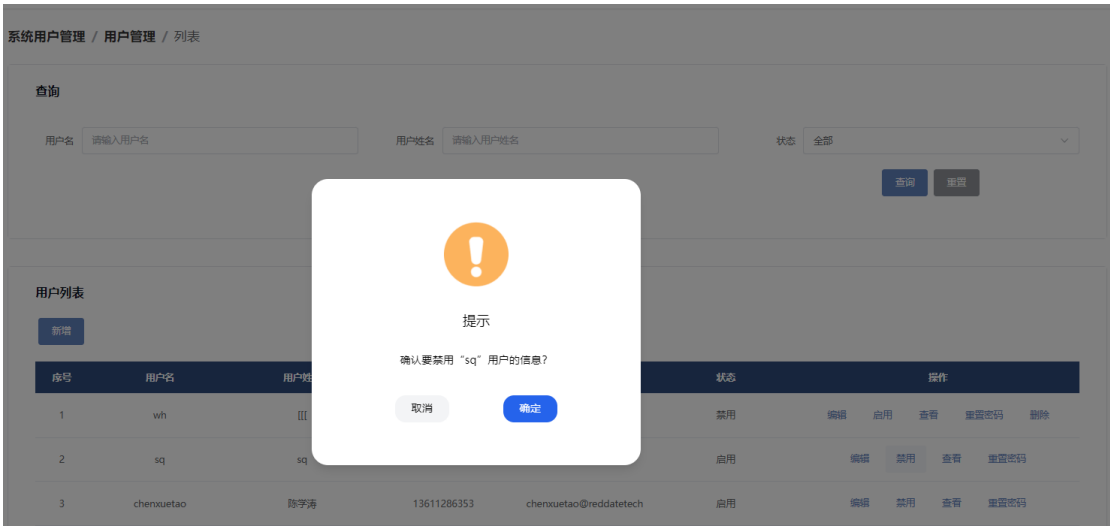 系统用户管理 / 用户管理 / 列表
查询
用户名 请输入用户名 用户姓名 请输入用户姓名 状态 全部
查询 重置
用户列表
新增
提示
确认要禁用“sq”用户的信息?
取消 确定
序号 用户名 用户姓 状态 操作
1 wh [[[ 禁用 编辑 启用 查看 重置密码 删除
2 sq sq 启用 编辑 禁用 查看 重置密码
3 chenxuetao 陈学涛 13611286353 chenxuetao@reddatetech 启用 编辑 禁用 查看 重置密码